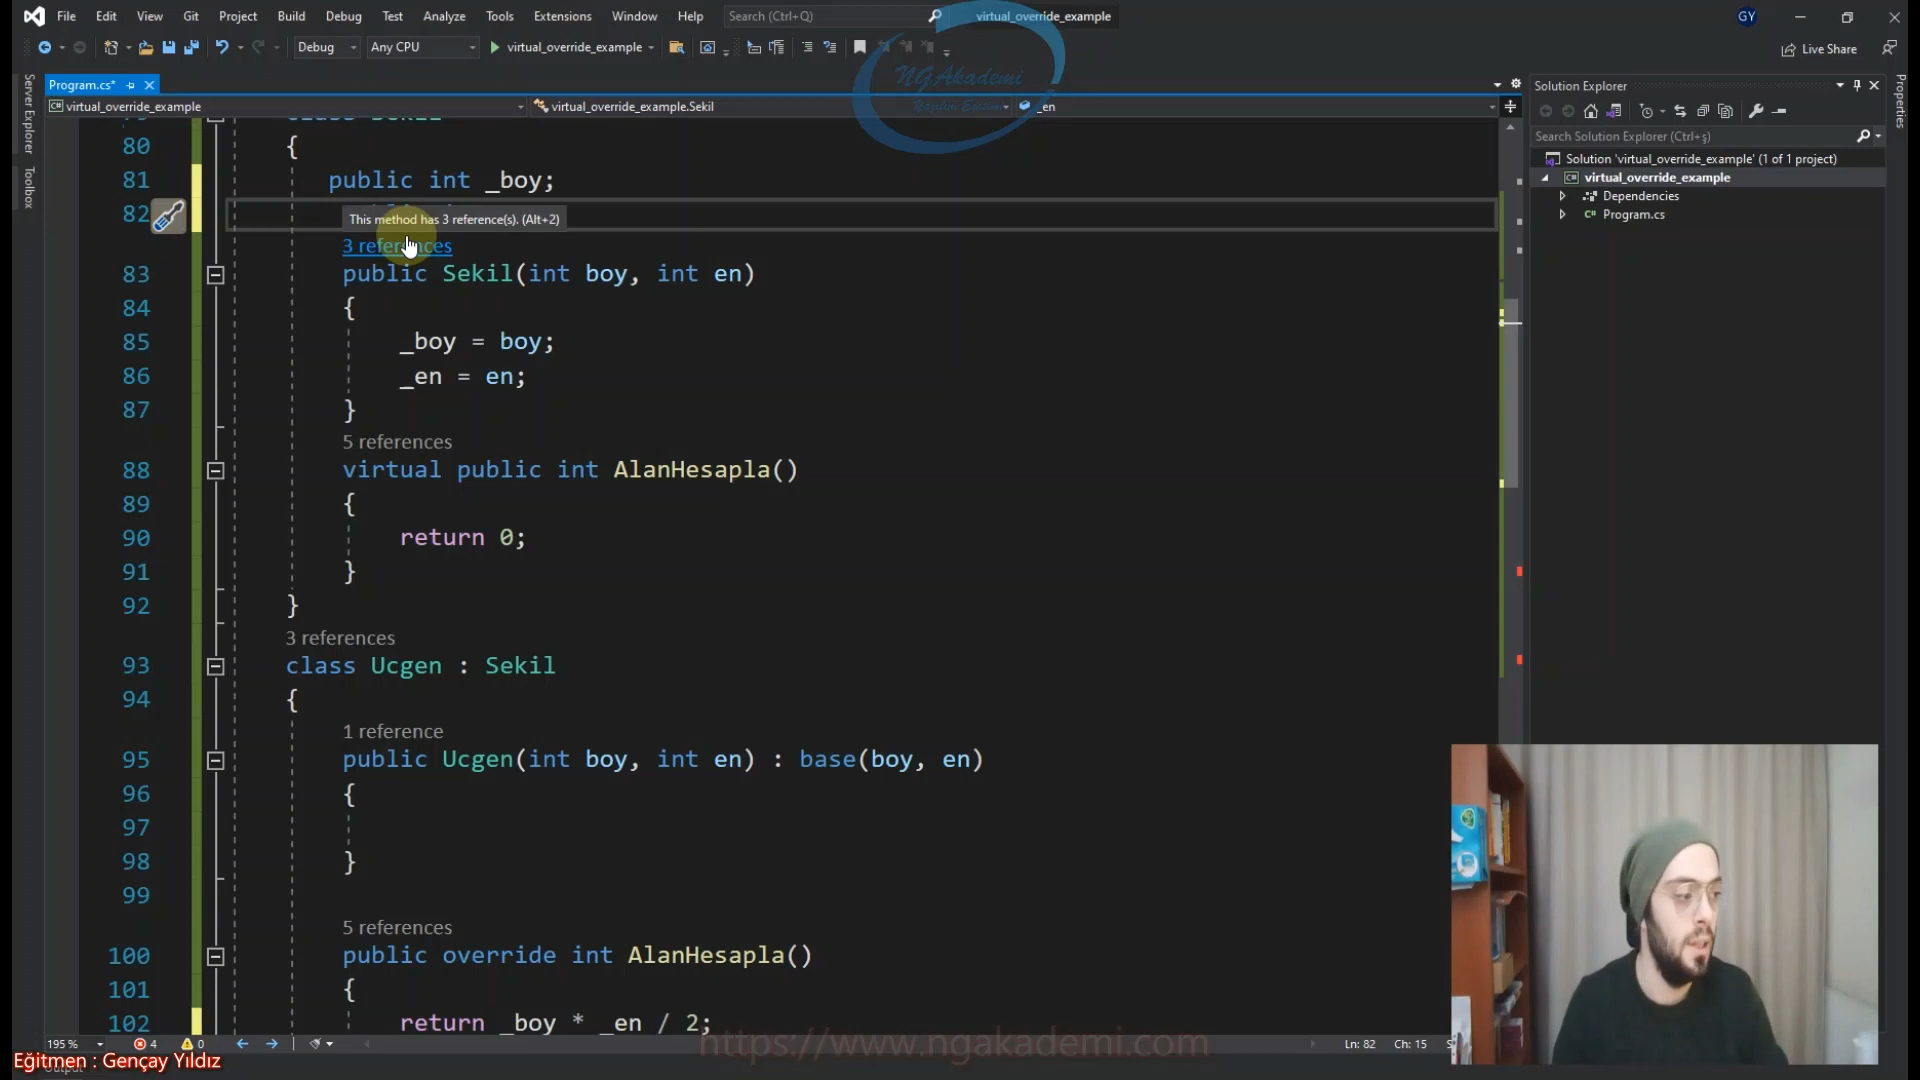 File Edit View Git Project Build Debug Test Analyze Tools Extensions Window Help Search (Ctrl+Q) virtual_override_example GY
Debug Any CPU virtual_override_example Live Share
NGAkademi
Program.cs*
virtual_override_example virtual_override_example.Sekil _en
Server Explorer
Toolbox
80 {
81 public int _boy;
82
This method has 3 reference(s). (Alt+2)
3 references
83 public Sekil(int boy, int en)
84 {
85 _boy = boy;
86 _en = en;
87 }
5 references
88 virtual public int AlanHesapla()
89 {
90 return 0;
91 }
92 }
3 references
93 class Ucgen : Sekil
94 {
1 reference
95 public Ucgen(int boy, int en) : base(boy, en)
96 {
97
98 }
99
5 references
100 public override int AlanHesapla()
101 {
102 return _boy * _en / 2;
195 % 4 0 Ln: 82 Ch: 15
Eğitmen : Gençay Yıldız
https://www.ngakademi.com
Solution Explorer
Search Solution Explorer (Ctrl+ş)
Solution 'virtual_override_example' (1 of 1 project)
virtual_override_example
Dependencies
C# Program.cs
Properties